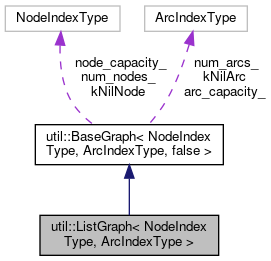 NodeIndexType
ArcIndexType
node_capacity_
num_nodes_
kNilNode
num_arcs_
kNilArc
arc_capacity_
util::BaseGraph< NodeIndex
Type, ArcIndexType, false >
util::ListGraph< NodeIndex
Type, ArcIndexType >